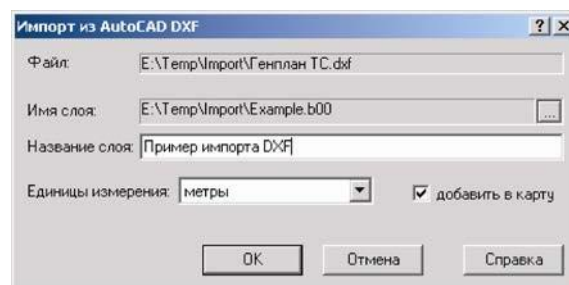 Импорт из AutoCAD DXF
Файл: E:\Temp\Import\Генплан ТС.dxf
Имя слоя: E:\Temp\Import\Example.b00 ...
Название слоя: Пример импорта DXF
Единицы измерения: метры добавить в карту
OK Отмена Справка